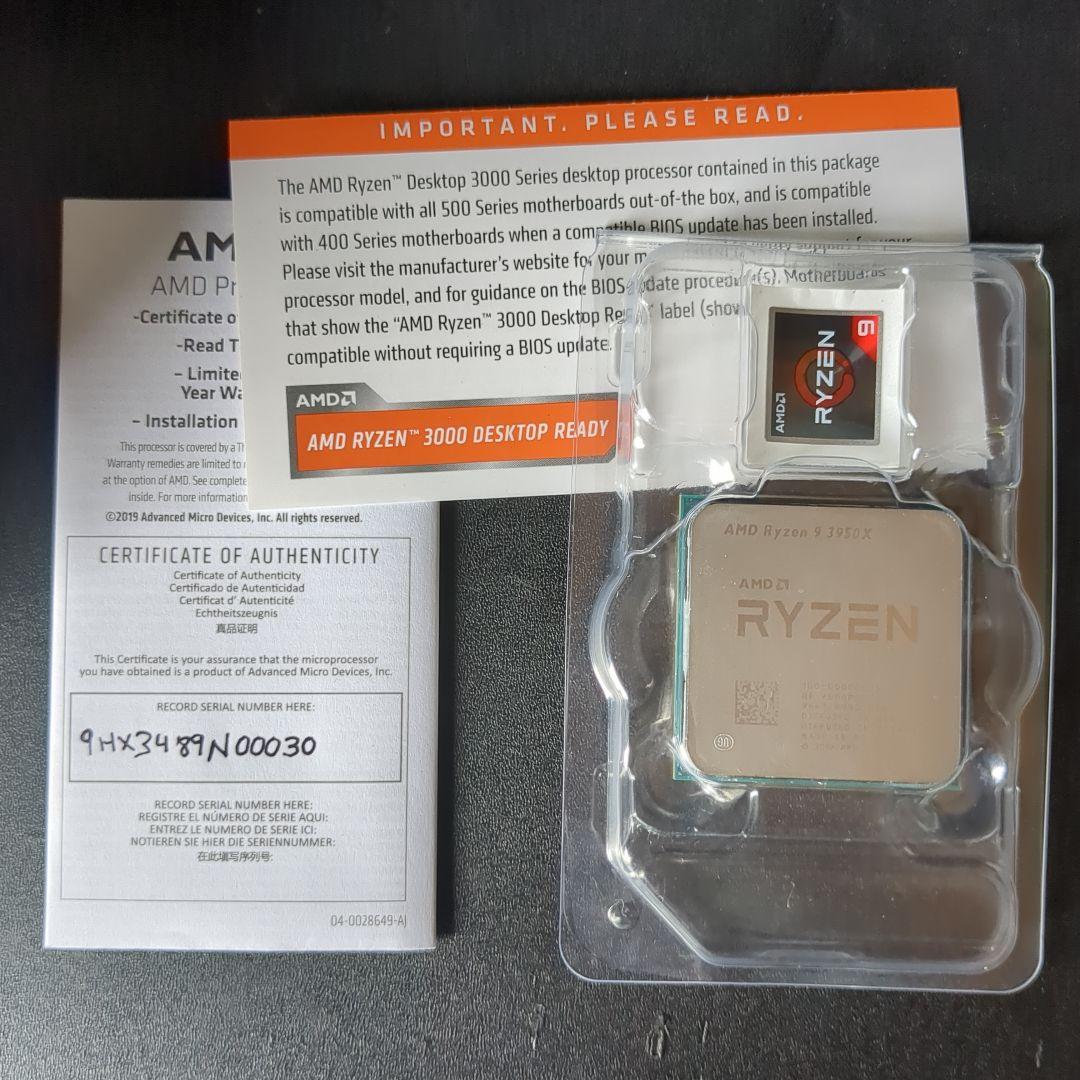 IMPORTANT. PLEASE READ.
The AMD Ryzen™ Desktop 3000 Series desktop processor contained in this package
is compatible with all 500 Series motherboards out-of-the box, and is compatible
with 400 Series motherboards when a compatible BIOS update has been installed.
Please visit the manufacturer's website for your
processor model, and for guidance on the BIOS update procedure(s). Motherboards
that show the “AMD Ryzen™ 3000 Desktop label
compatible without requiring a BIOS update.
AMD
AMD RYZEN™ 3000 DESKTOP READY
AM
AMD Pr
-Certificate o
-Read T
– Limite
Year Wa
– Installation
This processor is covered by a Th
Warranty remedies are limited to
at the option of AMD. See complete
inside. For more information
©2019 Advanced Micro Devices, Inc. All rights reserved.
CERTIFICATE OF AUTHENTICITY
Certificate of Authenticity
Certificado de Autenticidad
Certificat d' Autenticité
Echtheitszeugnis
真品证明
This Certificate is your assurance that the microprocessor
you have obtained is a product of Advanced Micro Devices, Inc.
RECORD SERIAL NUMBER HERE:
9HX3489N00030
RECORD SERIAL NUMBER HERE:
REGISTRE EL NÚMERO DE SERIE AQUI:
ENTREZ LE NUMERO DE SERIE ICI:
NOTIEREN SIE HIER DIE SERIENNUMMER:
在此填写序列号:
04-0028649-AJ
AMD
RYZEN
9
AMD Ryzen 9 3950X
AMD
RYZEN